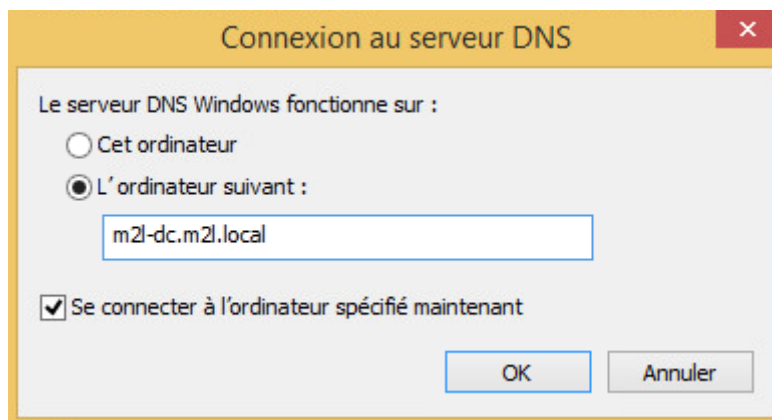 Connexion au serveur DNS
Le serveur DNS Windows fonctionne sur :
Cet ordinateur
L' ordinateur suivant :
m2l-dc.m2l.local
Se connecter à l'ordinateur spécifié maintenant
OK Annuler